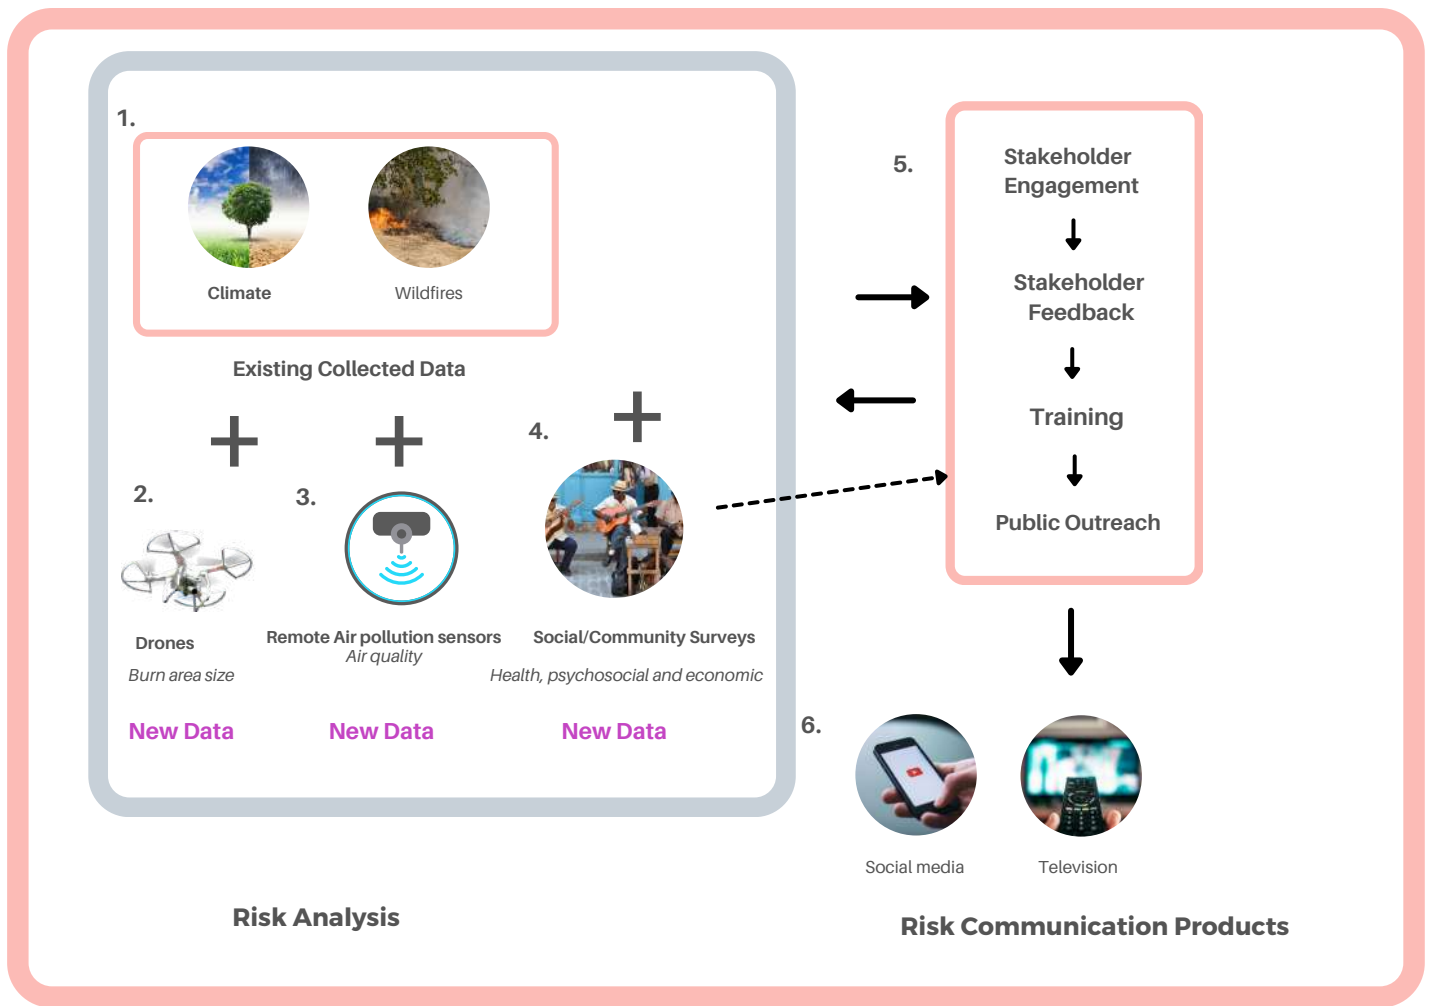 1.
Climate
Wildfires
Existing Collected Data
2.
Drones
Burn area size
New Data
3.
Remote Air pollution sensors
Air quality
New Data
4.
Social/Community Surveys
Health, psychosocial and economic
New Data
Risk Analysis
5.
Stakeholder
Engagement
Stakeholder
Feedback
Training
Public Outreach
6.
Social media
Television
Risk Communication Products